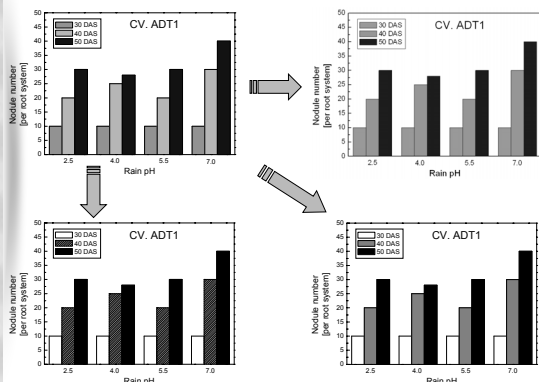 50
45
40
35
30
25
20
15
10
5
0
Nodule number
[per root system]
30 DAS
40 DAS
50 DAS
CV. ADT1
2.5 4.0 5.5 7.0
Rain pH
50
45
40
35
30
25
20
15
10
5
0
Nodule number
[per root system]
30 DAS
40 DAS
50 DAS
CV. ADT1
2.5 4.0 5.5 7.0
Rain pH
50
45
40
35
30
25
20
15
10
5
0
Nodule number
[per root system]
30 DAS
40 DAS
50 DAS
CV. ADT1
2.5 4.0 5.5 7.0
Rain pH
50
45
40
35
30
25
20
15
10
5
0
Nodule number
[per root system]
30 DAS
40 DAS
50 DAS
CV. ADT1
2.5 4.0 5.5 7.0
Rain pH